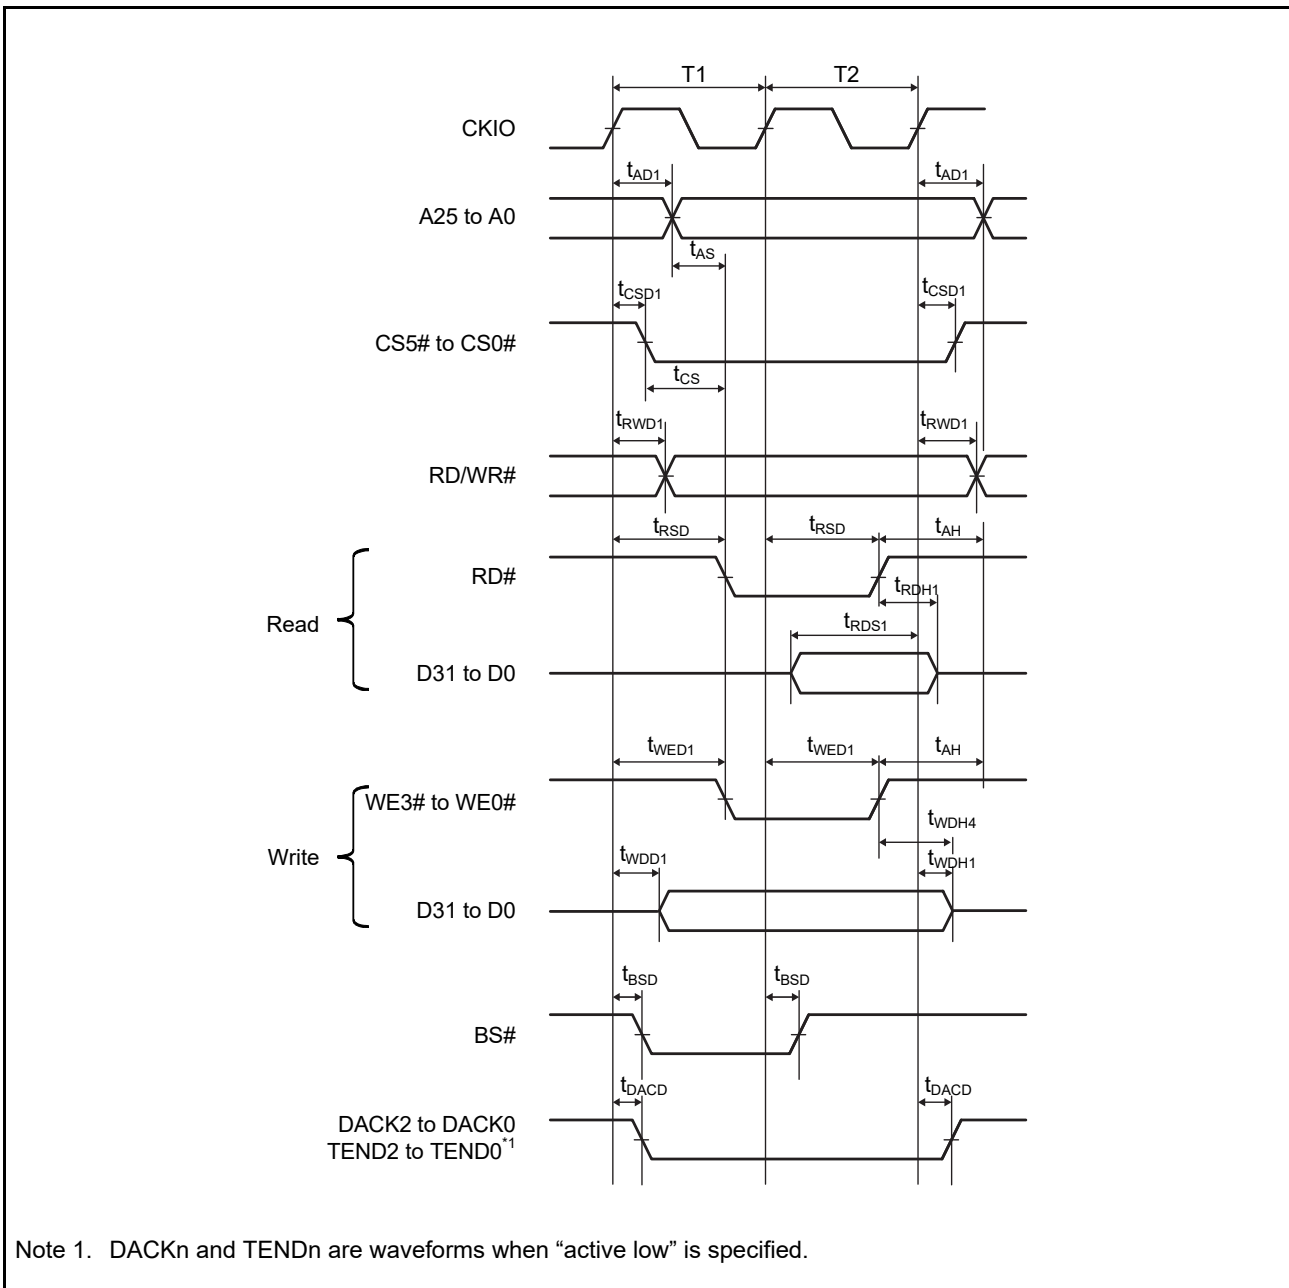 T1 T2
CKIO
tAD1 tAD1
A25 to A0
tAS
tCSD1 tCSD1
CS5# to CS0#
tCS
tRWD1 tRWD1
RD/WR#
tRSD tRSD tAH
RD#
tRDH1
Read
tRDS1
D31 to D0
tWED1 tWED1 tAH
WE3# to WE0#
tWDH4
Write
tWDD1 tWDH1
D31 to D0
tBSD tBSD
BS#
tDACD tDACD
DACK2 to DACK0
TEND2 to TEND0*1
Note 1. DACKn and TENDn are waveforms when “active low” is specified.